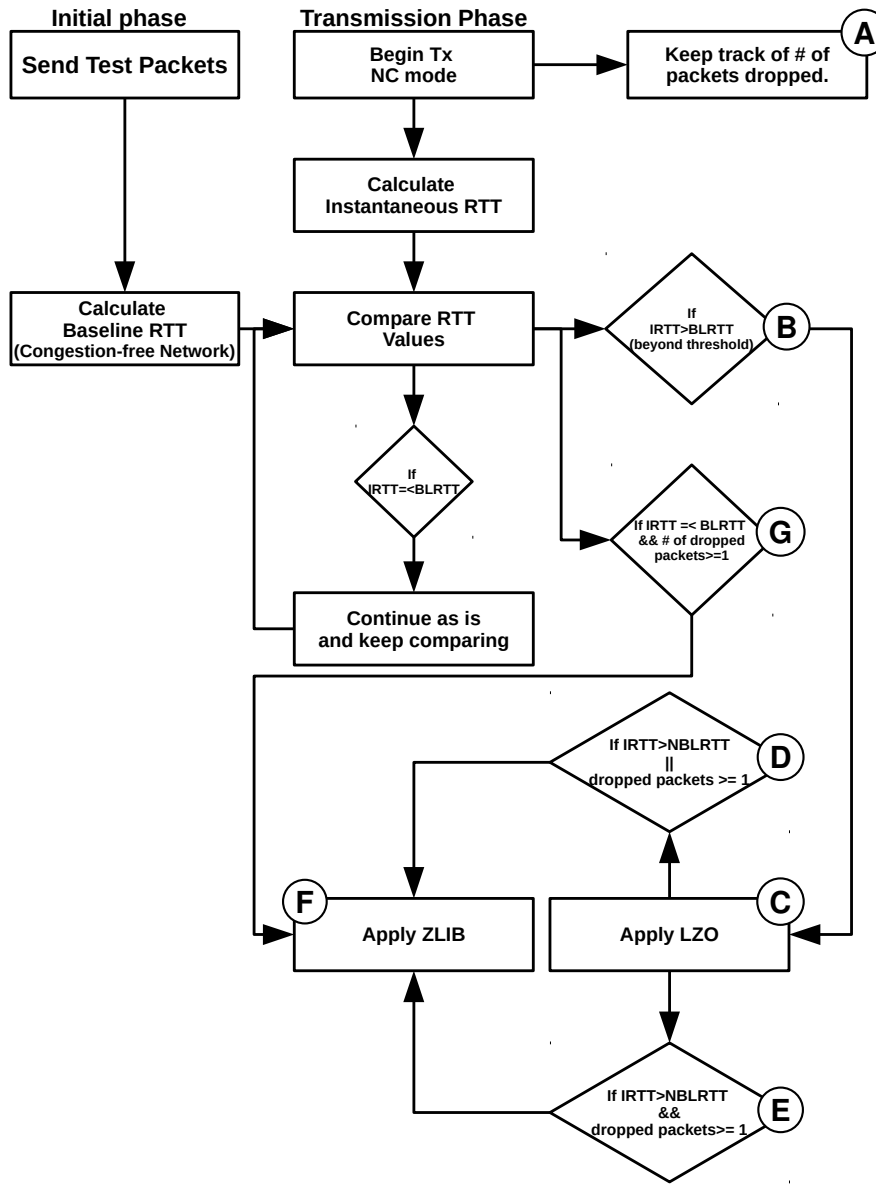 Initial phase
Transmission Phase
Send Test Packets
Begin Tx
NC mode
Keep track of # of
packets dropped.
A
Calculate
Instantaneous RTT
Calculate
Baseline RTT
(Congestion-free Network)
Compare RTT
Values
If
IRTT>BLRTT
(beyond threshold)
B
If
IRTT=<BLRTT
If IRTT =< BLRTT
&& # of dropped
packets>=1
G
Continue as is
and keep comparing
If IRTT>NBLRTT
||
dropped packets >= 1
D
F
Apply ZLIB
C
Apply LZO
If IRTT>NBLRTT
&&
dropped packets>= 1
E